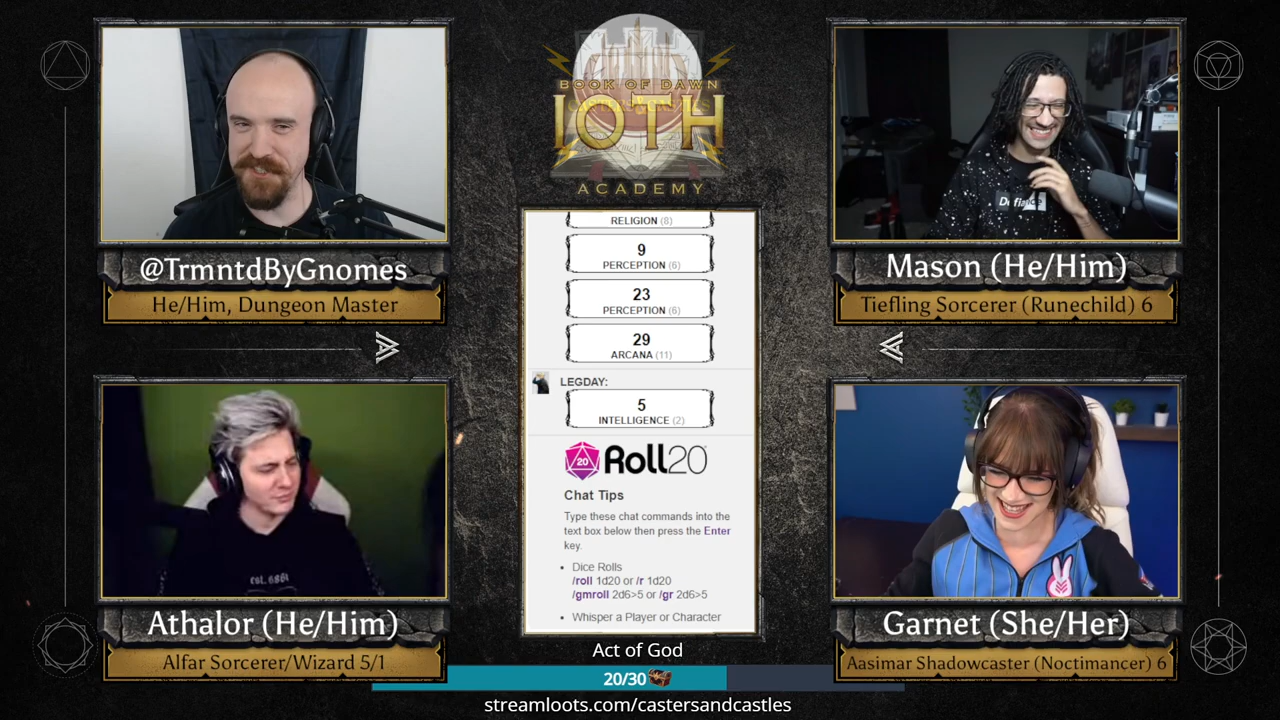 BOOK OF DAWN
IOTH
ACADEMY
@TrmntdByGnomes
He/Him, Dungeon Master
Mason (He/Him)
Tiefling Sorcerer (Runechild) 6
Defiance
RELIGION (8)
9
PERCEPTION (6)
23
PERCEPTION (6)
29
ARCANA (11)
LEGDAY:
5
INTELLIGENCE (2)
20 Roll20
Chat Tips
Type these chat commands into the
text box below then press the Enter
key.
• Dice Rolls
/roll 1d20 or /r 1d20
/gmroll 2d6>5 or /gr 2d6>5
• Whisper a Player or Character
est. 6861
Athalor (He/Him)
Alfar Sorcerer/Wizard 5/1
Garnet (She/Her)
Aasimar Shadowcaster (Noctimancer) 6
Act of God
20/30
streamloots.com/castersandcastles